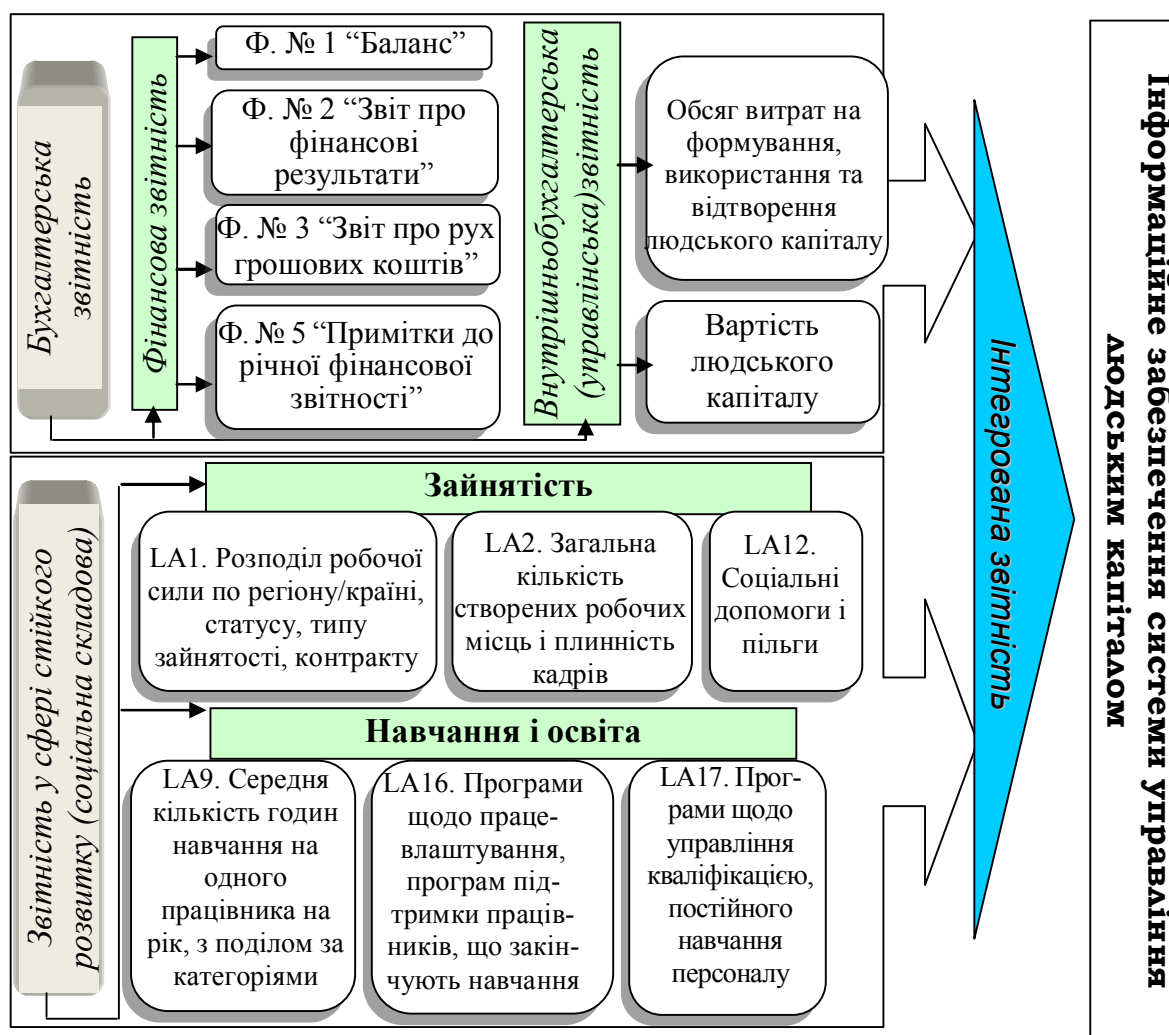 Бухгалтерська
звітність
Фінансова звітність
Ф. № 1 “Баланс”
Ф. № 2 “Звіт про
фінансові
результати”
Ф. № 3 “Звіт про рух
грошових коштів”
Ф. № 5 “Примітки до
річної фінансової
звітності”
Внутрішньобухгалтерська
(управлінська)звітність
Обсяг витрат на
формування,
використання та
відтворення
людського капіталу
Вартість
людського
капіталу
Звітність у сфері стійкого
розвитку (соціальна складова)
Зайнятість
LA1. Розподіл робочої
сили по регіону/країні,
статусу, типу
зайнятості, контракту
LA2. Загальна
кількість
створених робочих
місць і плинність
кадрів
LA12.
Соціальні
допомоги і
пільги
Навчання і освіта
LA9. Середня
кількість годин
навчання на
одного
працівника на
рік, з поділом за
категоріями
LA16. Програми
щодо праце-
влаштування,
програм під-
тримки праців-
ників, що закін-
чують навчання
LA17. Прог-
рами щодо
управління
кваліфікацією,
постійного
навчання
персоналу
Інтегрована звітність
Інформаційне забезпечення системи управління
людським капіталом